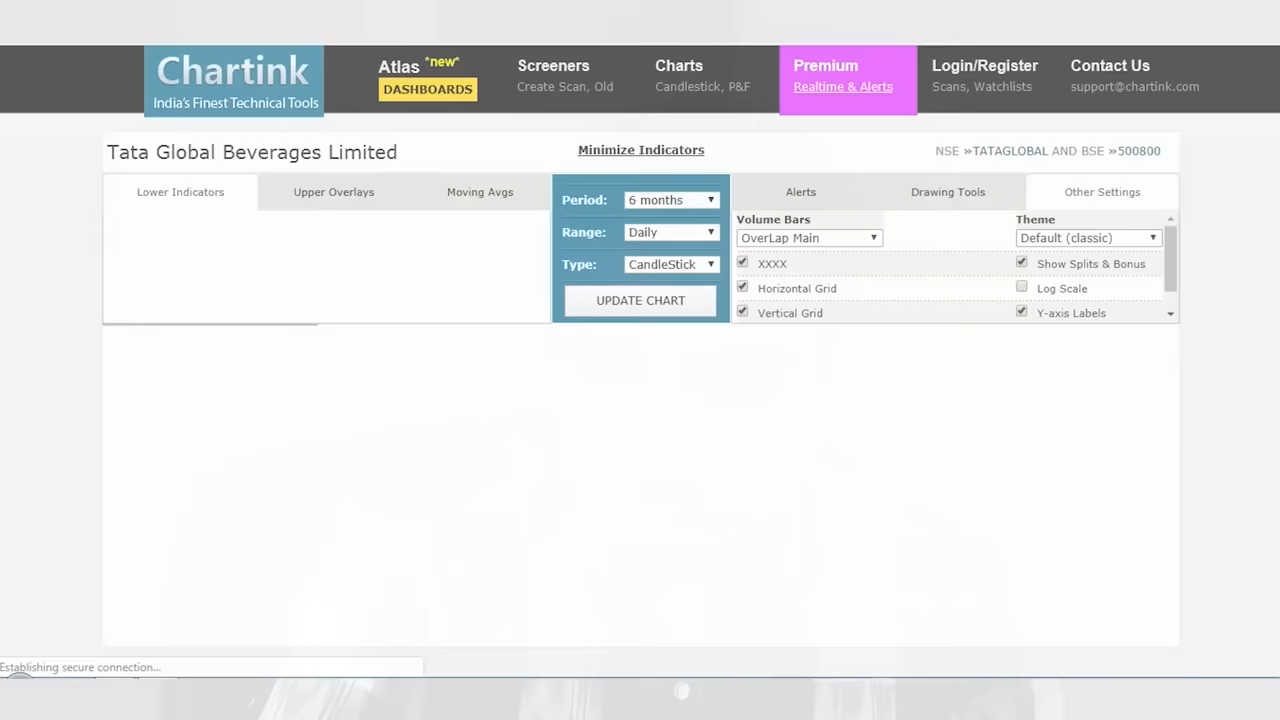 Chartink
India's Finest Technical Tools
Atlas *new*
DASHBOARDS
Screeners
Create Scan, Old
Charts
Candlestick, P&F
Premium
Realtime & Alerts
Login/Register
Scans, Watchlists
Contact Us
support@chartink.com
Tata Global Beverages Limited
Minimize Indicators
NSE »TATAGLOBAL AND BSE »500800
Lower Indicators
Upper Overlays
Moving Avgs
Period: 6 months
Range: Daily
Type: CandleStick
UPDATE CHART
Alerts
Drawing Tools
Other Settings
Volume Bars
Theme
OverLap Main
Default (classic)
XXXX
Show Splits & Bonus
Horizontal Grid
Log Scale
Vertical Grid
Y-axis Labels
Establishing secure connection...